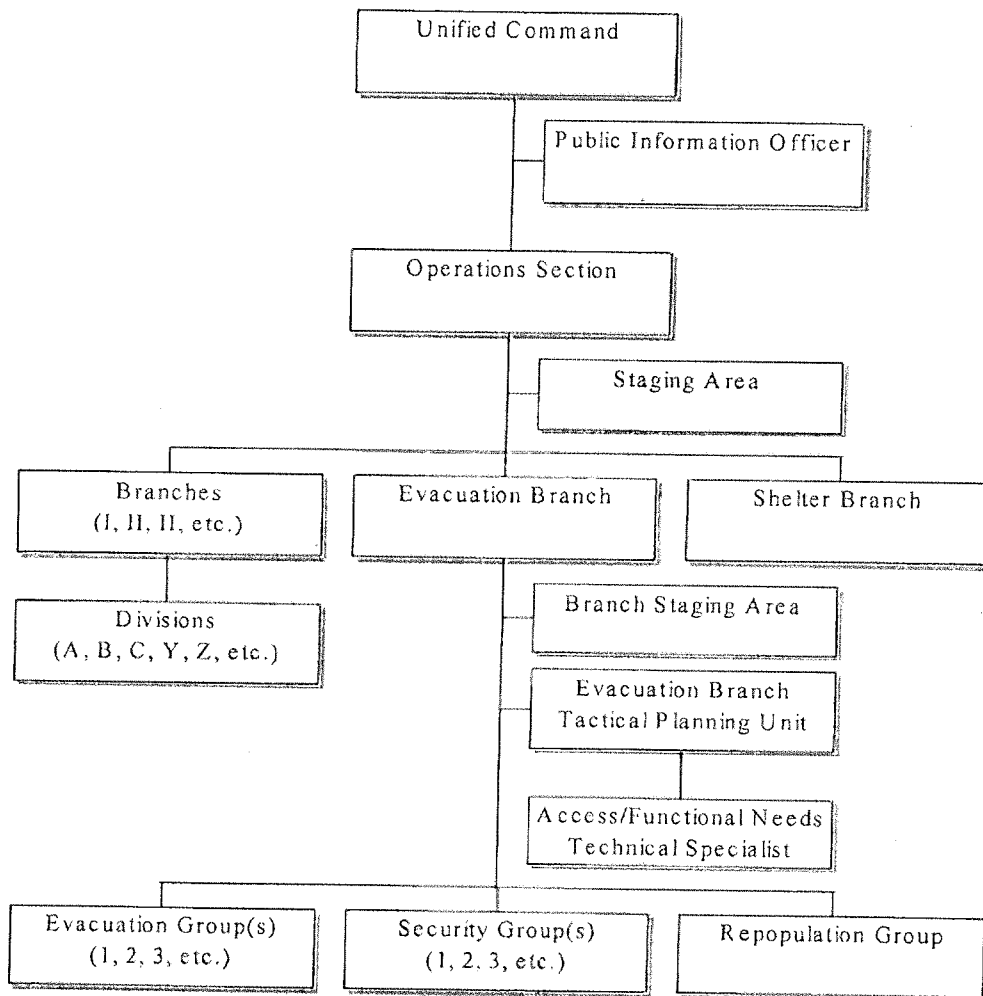 Unified Command
Public Information Officer
Operations Section
Staging Area
Branches
(I, II, II, etc.)
Evacuation Branch
Shelter Branch
Divisions
(A, B, C, Y, Z, etc.)
Branch Staging Area
Evacuation Branch
Tactical Planning Unit
Access/Functional Needs
Technical Specialist
Evacuation Group(s)
(1, 2, 3, etc.)
Security Group(s)
(1, 2, 3, etc.)
Repopulation Group